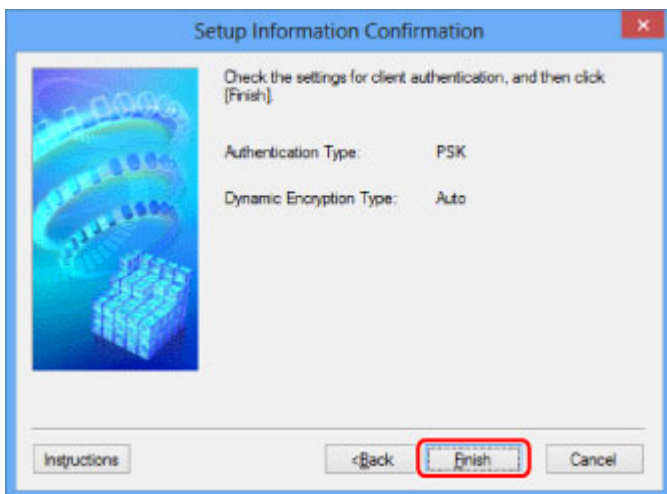 Setup Information Confirmation
Check the settings for client authentication, and then click
[Finish].
Authentication Type: PSK
Dynamic Encryption Type: Auto
Instructions <Back Finish Cancel